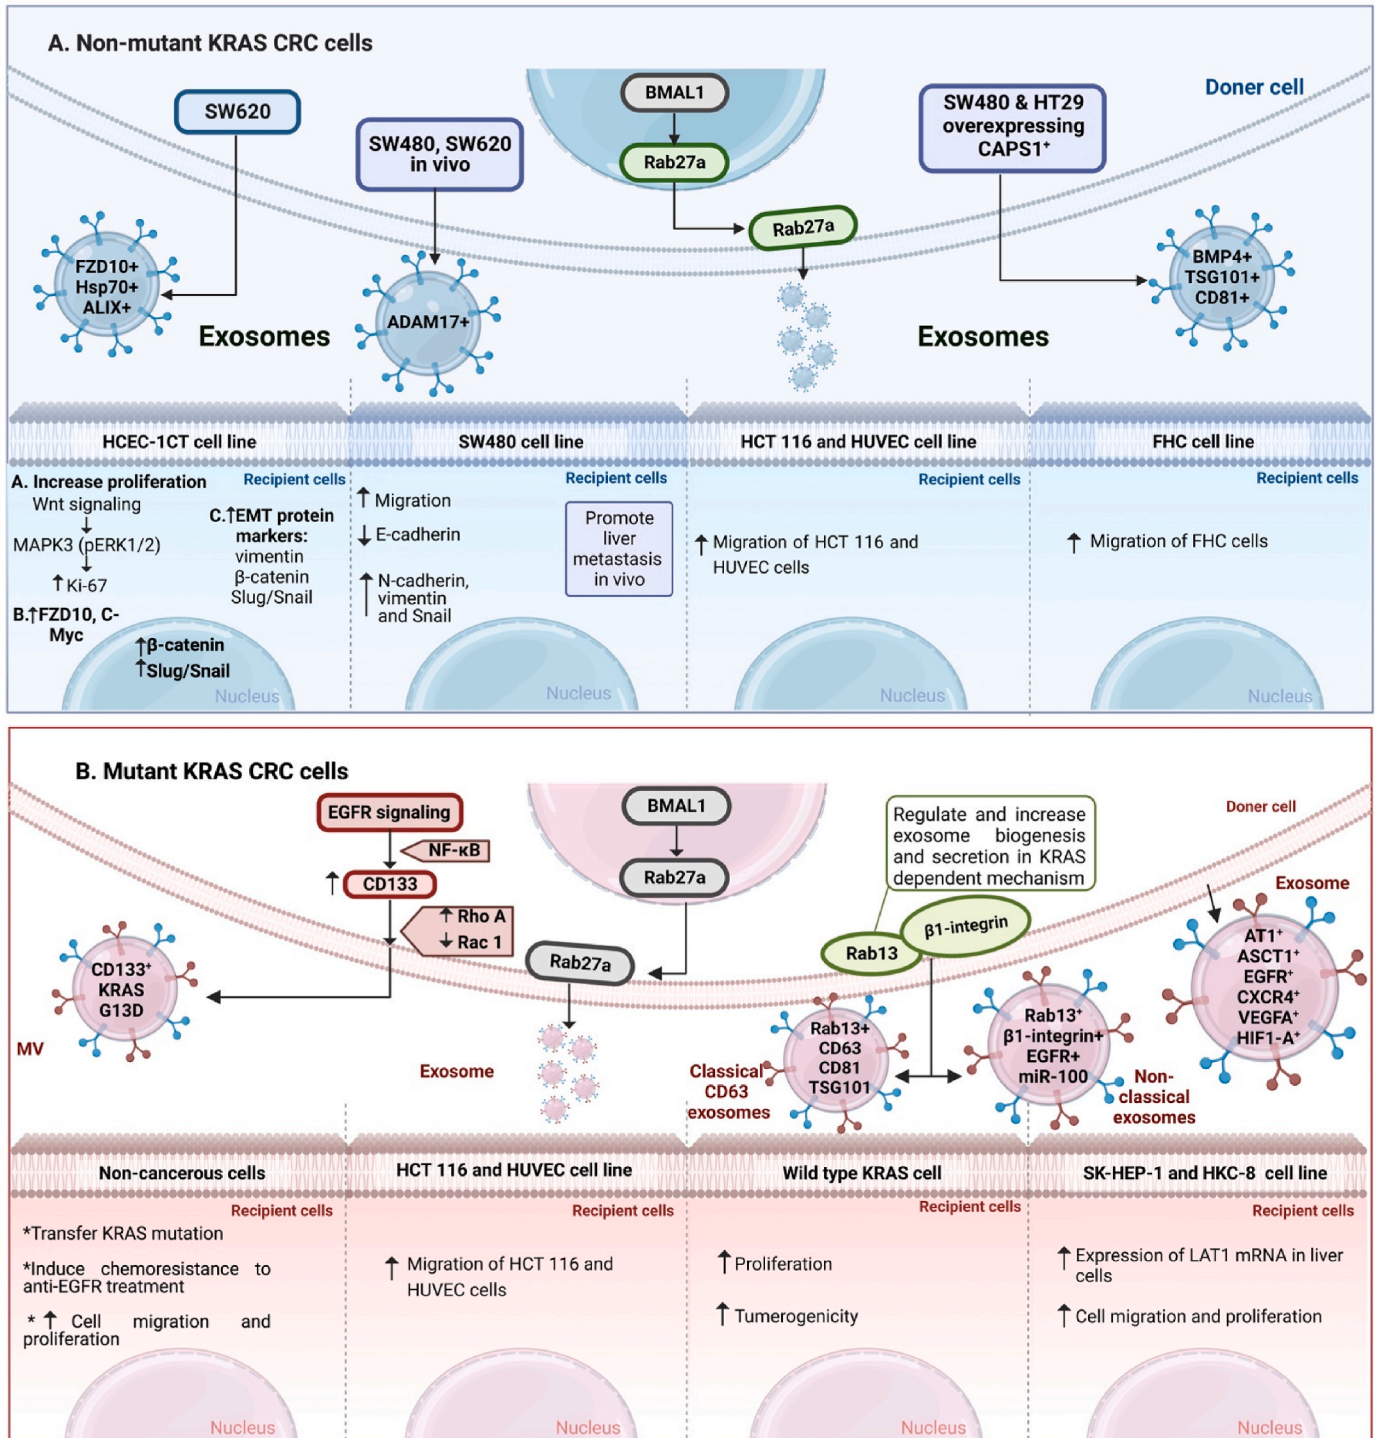 A. Non-mutant KRAS CRC cells
Doner cell
SW620
SW480, SW620
in vivo
BMAL1
Rab27a
Rab27a
SW480 & HT29
overexpressing
CAPS1⁺
FZD10+
Hsp70+
ALIX+
ADAM17+
BMP4+
TSG101+
CD81+
Exosomes
Exosomes
HCEC-1CT cell line
SW480 cell line
HCT 116 and HUVEC cell line
FHC cell line
Recipient cells
A. Increase proliferation
Wnt signaling
MAPK3 (pERK1/2)
↑Ki-67
B.↑FZD10, C-
Myc
C.↑EMT protein
markers:
vimentin
β-catenin
Slug/Snail
↑β-catenin
↑Slug/Snail
Nucleus
Recipient cells
↑ Migration
↓ E-cadherin
↑ N-cadherin,
vimentin
and Snail
Promote
liver
metastasis
in vivo
Nucleus
Recipient cells
↑ Migration of HCT 116 and
HUVEC cells
Nucleus
Recipient cells
↑ Migration of FHC cells
Nucleus
B. Mutant KRAS CRC cells
Doner cell
EGFR signaling
NF-κB
↑ CD133
↑ Rho A
↓ Rac 1
BMAL1
Rab27a
Rab27a
Regulate and increase
exosome biogenesis
and secretion in KRAS
dependent mechanism
Rab13
β1-integrin
CD133⁺
KRAS
G13D
MV
Exosome
Rab13+
CD63
CD81
TSG101
Classical
CD63
exosomes
Rab13⁺
β1-integrin+
EGFR+
miR-100
Non-
classical
exosomes
Exosome
AT1⁺
ASCT1⁺
EGFR⁺
CXCR4⁺
VEGFA⁺
HIF1-A⁺
Non-cancerous cells
HCT 116 and HUVEC cell line
Wild type KRAS cell
SK-HEP-1 and HKC-8 cell line
Recipient cells
*Transfer KRAS mutation
*Induce chemoresistance to
anti-EGFR treatment
* ↑ Cell migration and
proliferation
Nucleus
Recipient cells
↑ Migration of HCT 116 and
HUVEC cells
Nucleus
Recipient cells
↑ Proliferation
↑ Tumerogenicity
Nucleus
Recipient cells
↑ Expression of LAT1 mRNA in liver
cells
↑ Cell migration and proliferation
Nucleus